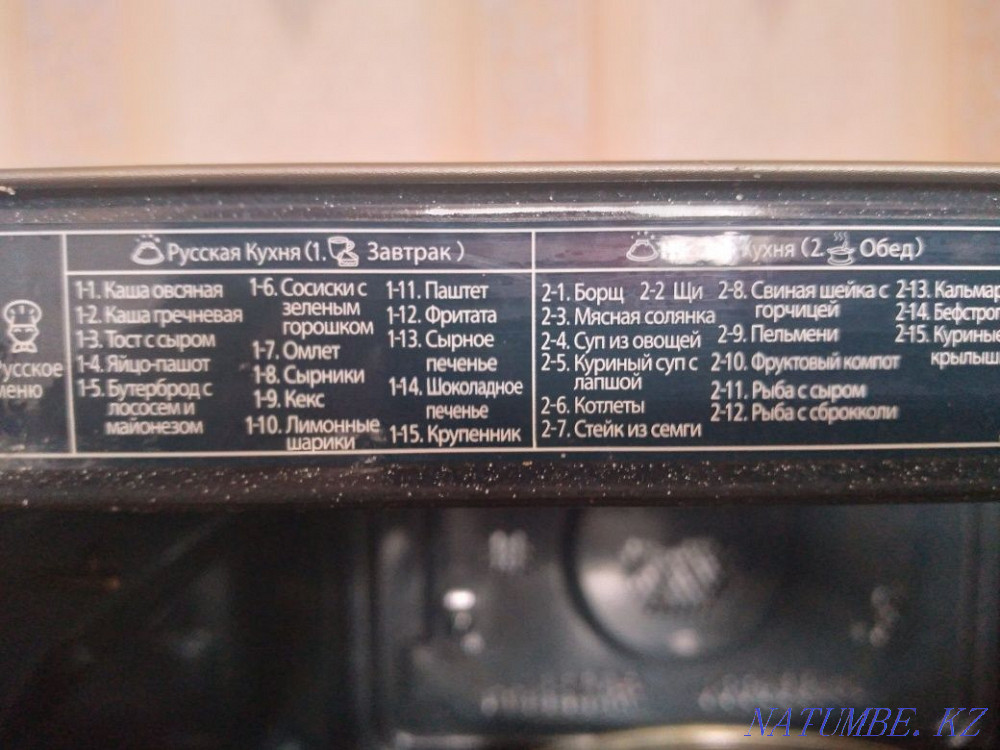 Русская Кухня (1. Завтрак)
1-1. Каша овсяная
1-2. Каша гречневая
1-3. Тост с сыром
1-4. Яйцо-пашот
1-5. Бутерброд с
лососем и
майонезом
1-6. Сосиски с
зеленым
горошком
1-7. Омлет
1-8. Сырники
1-9. Кекс
1-10. Лимонные
шарики
1-11. Паштет
1-12. Фритата
1-13. Сырное
печенье
1-14. Шоколадное
печенье
1-15. Крупенник
Кухня (2. Обед)
2-1. Борщ 2-2 Щи
2-3. Мясная солянка
2-4. Суп из овощей
2-5. Куриный суп с
лапшой
2-6. Котлеты
2-7. Стейк из семги
2-8. Свиная шейка с
горчицей
2-9. Пельмени
2-10. Фруктовый компот
2-11. Рыба с сыром
2-12. Рыба с брокколи
2-13. Кальмар
2-14. Бефстрог
2-15. Куриные
крылыш
усское
меню
NATUMBE.KZ